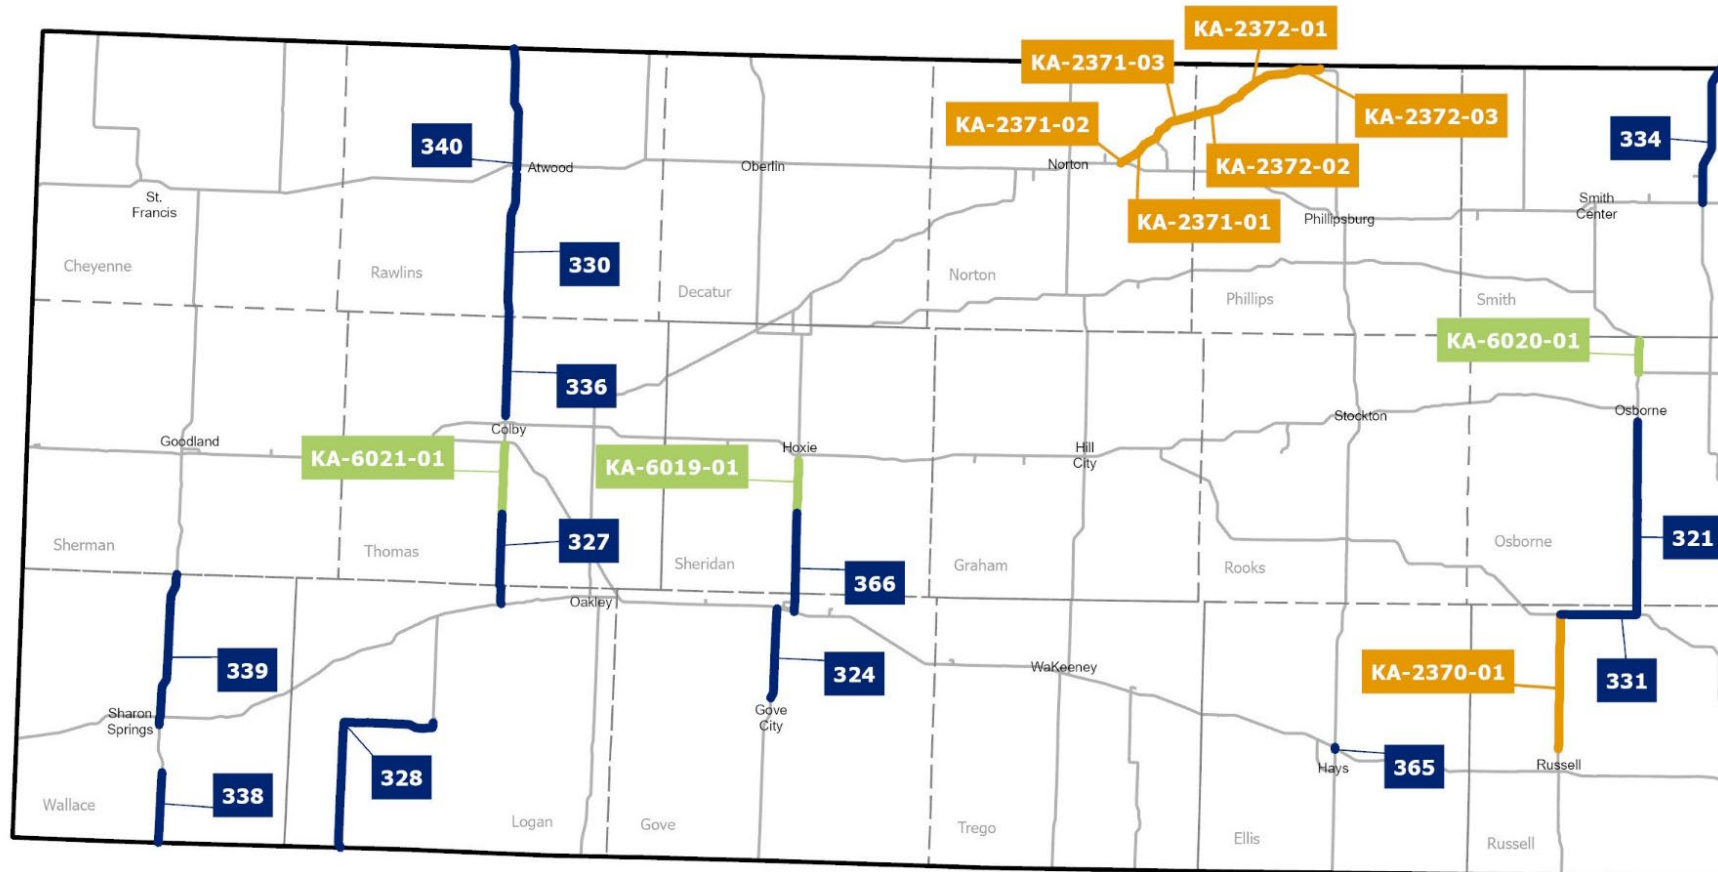 KA-2372-01
KA-2371-03
KA-2371-02
KA-2372-03
340
334
Atwood
Oberlin
Norton
KA-2372-02
St.
Francis
Smith
Center
KA-2371-01
Phillipsburg
Cheyenne
Rawlins
330
Decatur
Norton
Phillips
Smith
KA-6020-01
336
Osborne
Stockton
Colby
Goodland
KA-6021-01
KA-6019-01
Hoxie
Hill
City
Sherman
Thomas
327
Sheridan
366
Graham
Rooks
Osborne
321
Oakley
339
324
WaKeeney
KA-2370-01
331
Sharon
Springs
Gove
City
328
Hays
365
Russell
338
Wallace
Logan
Gove
Trego
Ellis
Russell